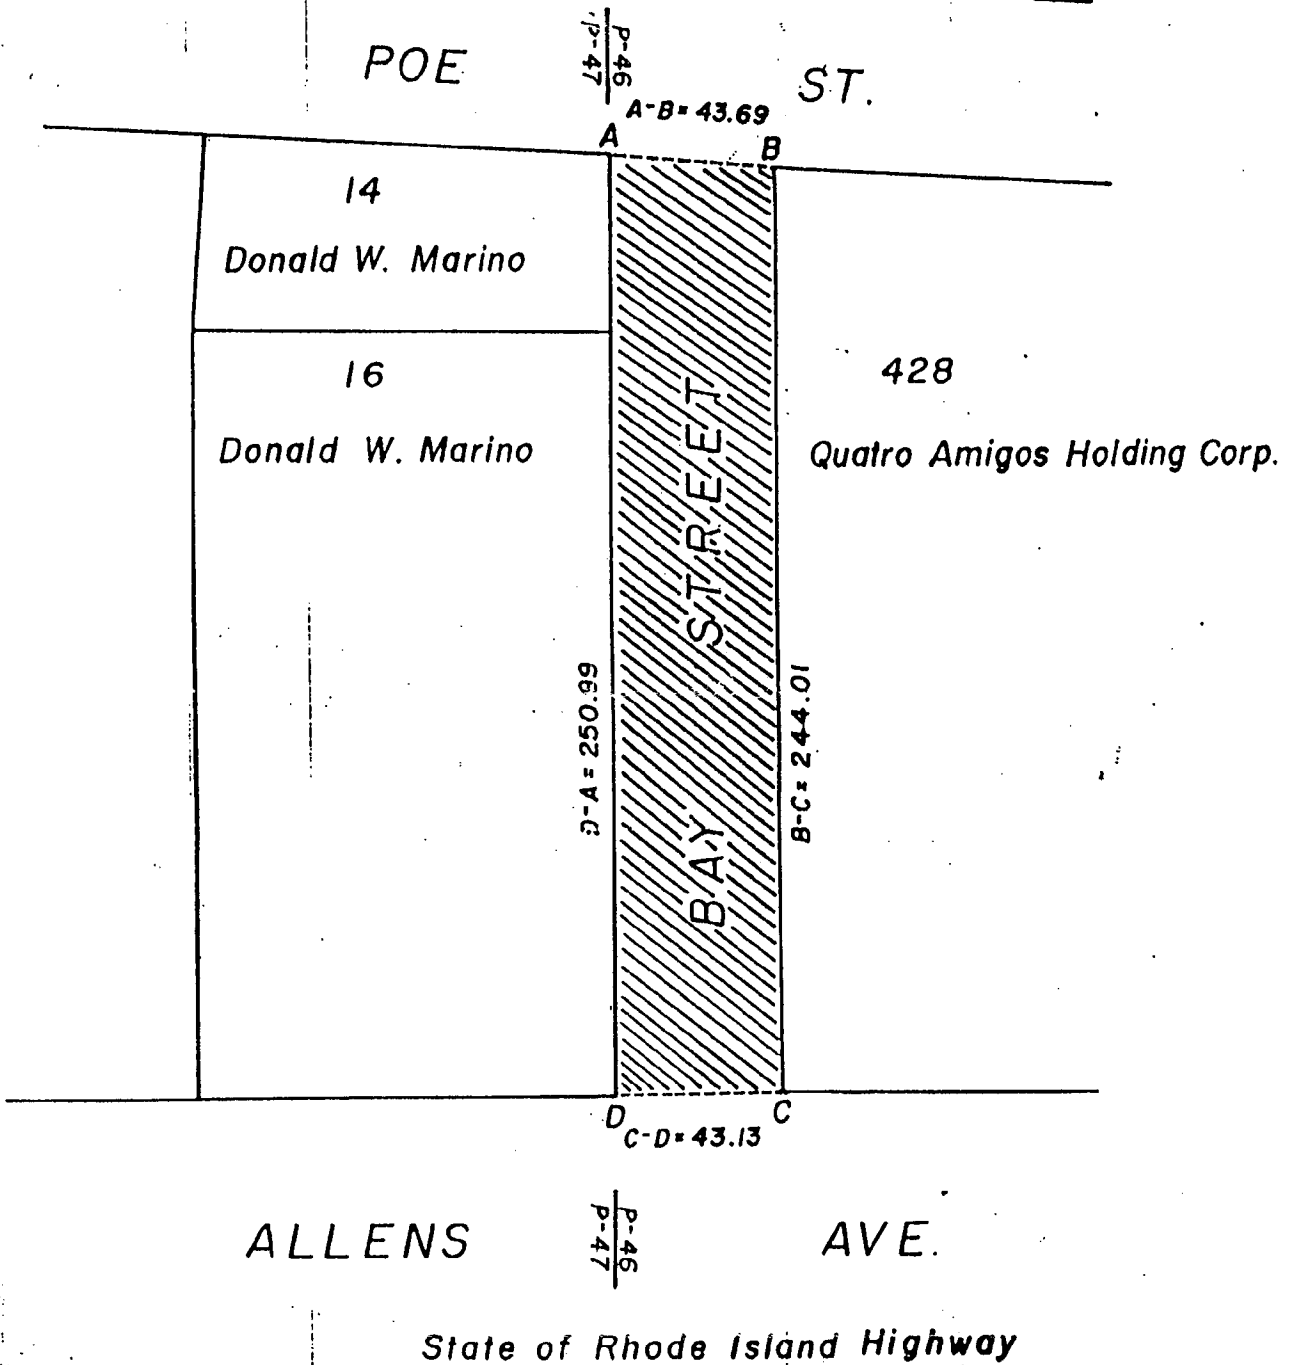 POE ST.
P-46
P-47
A-B= 43.69
A B
14
Donald W. Marino
16
Donald W. Marino
428
Quatro Amigos Holding Corp.
BAY STREET
D-A = 250.99
B-C= 244.01
D C
C-D= 43.13
P-46
P-47
ALLENS AVE.
State of Rhode Island Highway